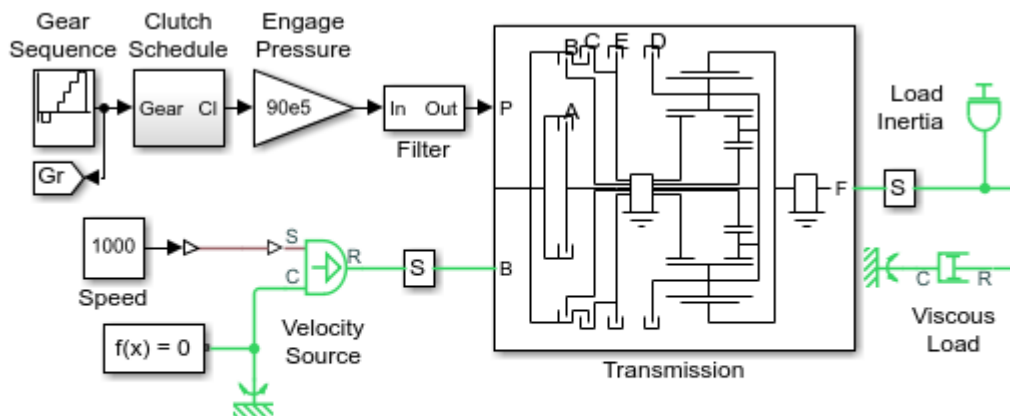 Gear
Sequence
Clutch
Schedule
Engage
Pressure
Gear Cl
90e5
In Out
Filter
P
Gr
B
C
E
D
A
F
S
Load
Inertia
1000
Speed
S
C
R
Velocity
Source
S
B
f(x) = 0
Transmission
C
R
Viscous
Load